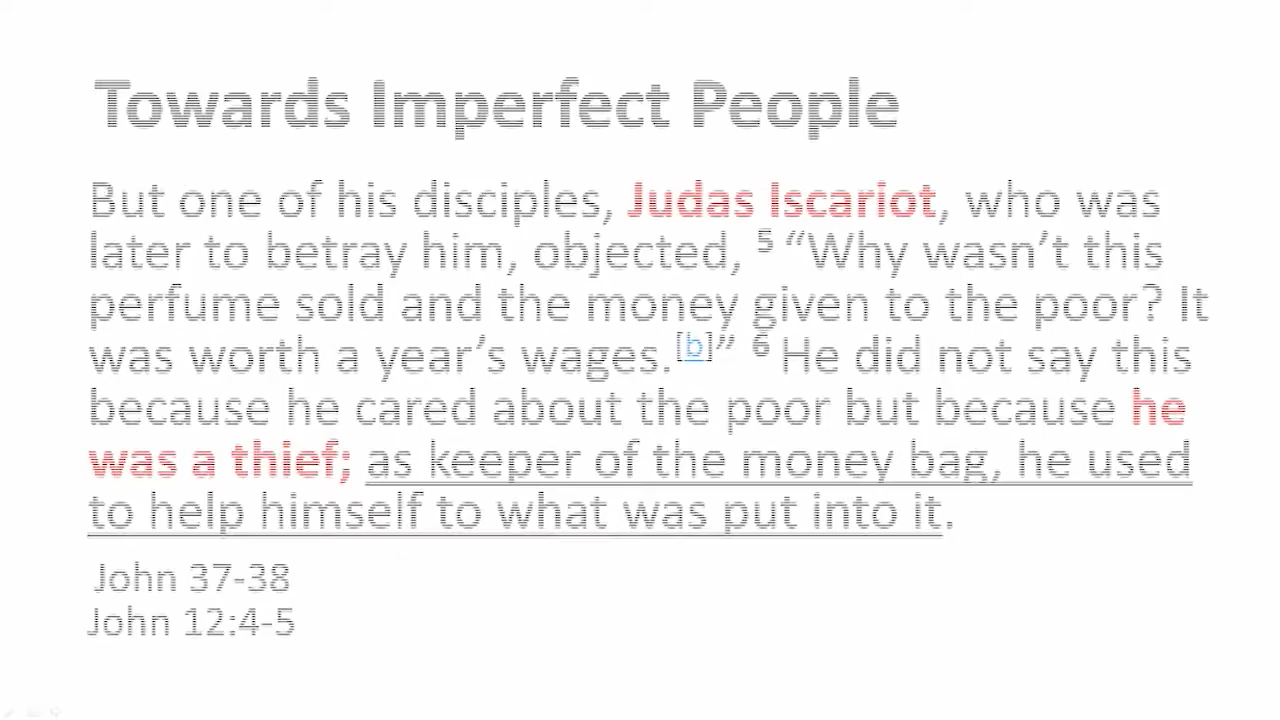 Towards Imperfect People
But one of his disciples, Judas Iscariot, who was
later to betray him, objected, 5 “Why wasn’t this
perfume sold and the money given to the poor? It
was worth a year’s wages.[b]” 6 He did not say this
because he cared about the poor but because he
was a thief; as keeper of the money bag, he used
to help himself to what was put into it.
John 37-38
John 12:4-5